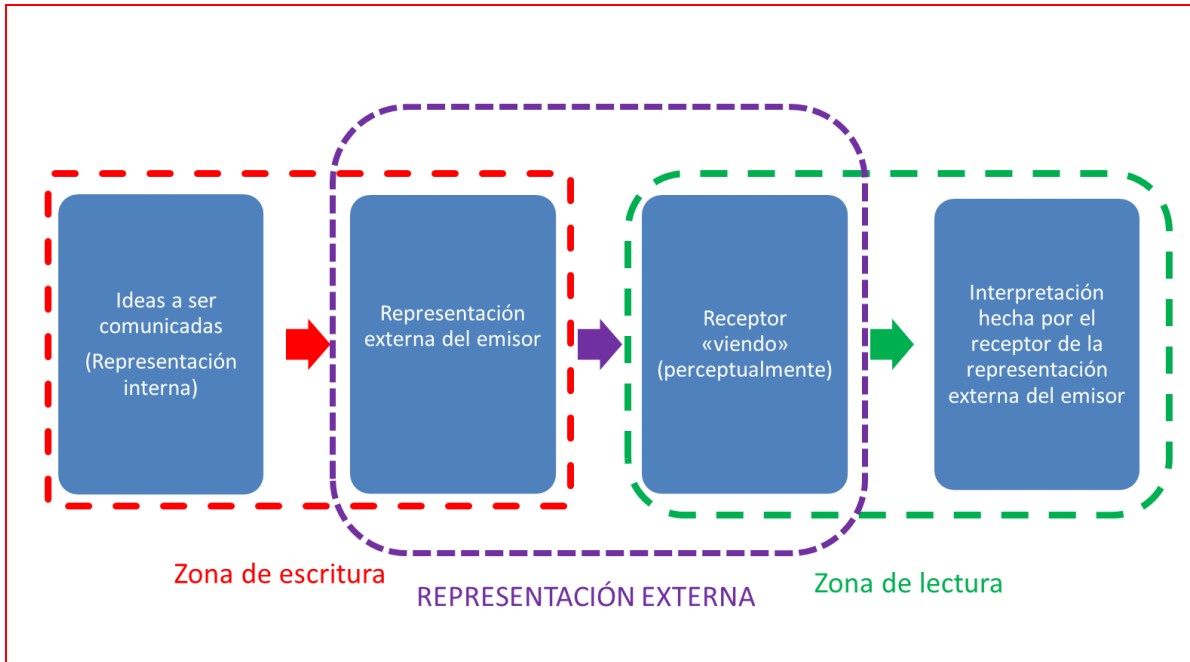 Ideas a ser
comunicadas
(Representación
interna)
Representación
externa del emisor
Receptor
«viendo»
(perceptualmente)
Interpretación
hecha por el
receptor de la
representación
externa del emisor
Zona de escritura
REPRESENTACIÓN EXTERNA
Zona de lectura